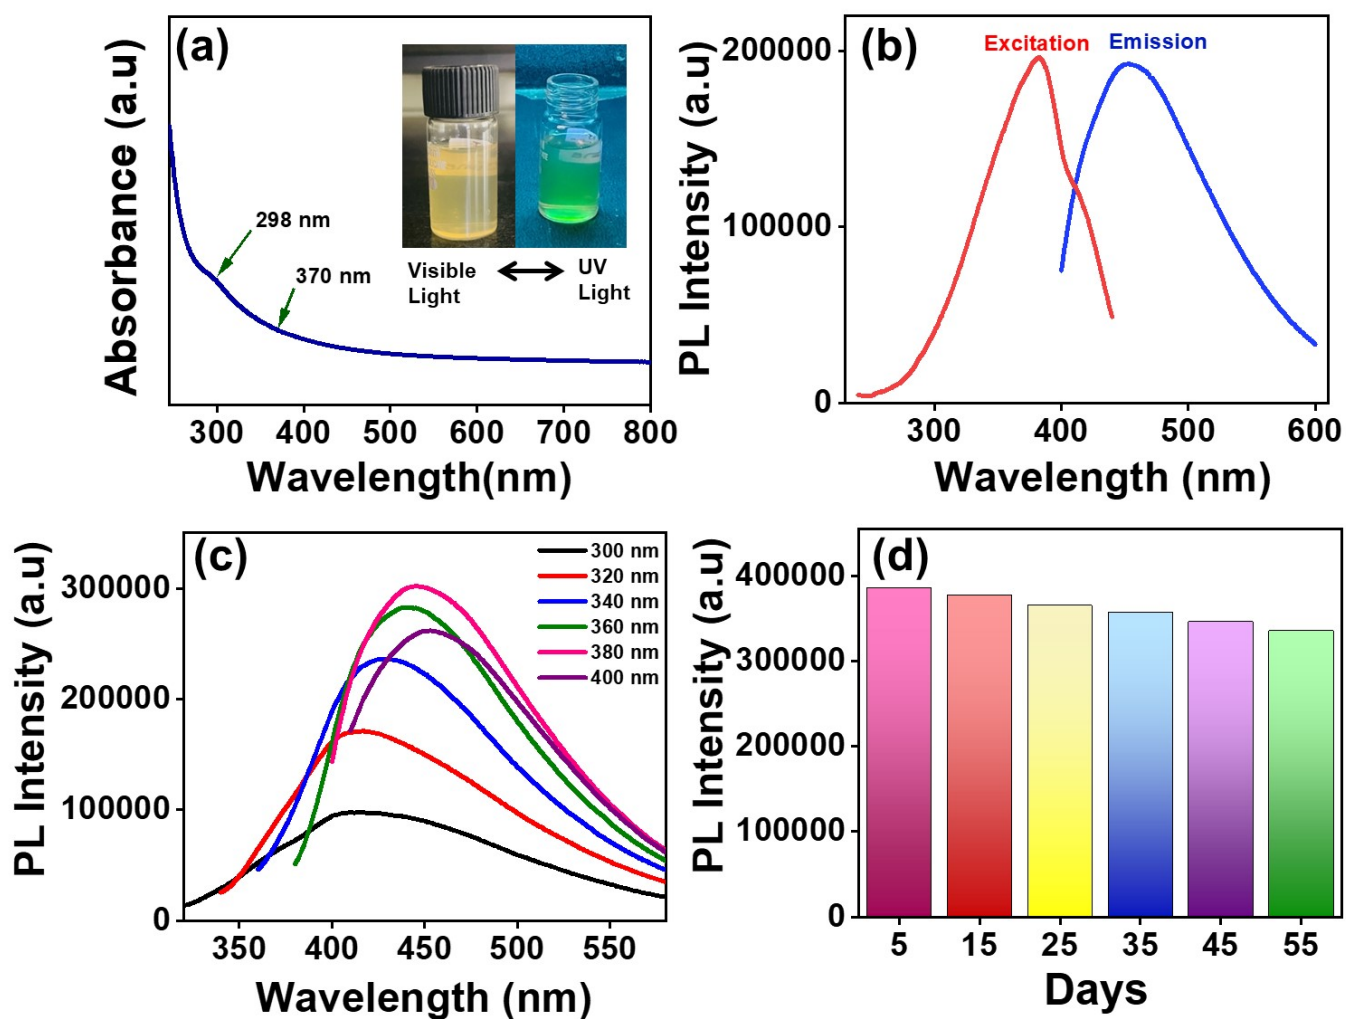 (a)
Absorbance (a.u)
298 nm
370 nm
Visible
Light
UV
Light
300
400
500
600
700
800
Wavelength(nm)
(b)
PL Intensity (a.u)
Excitation
Emission
200000
100000
0
300
400
500
600
Wavelength (nm)
(c)
PL Intensity (a.u)
300 nm
320 nm
340 nm
360 nm
380 nm
400 nm
300000
200000
100000
0
350
400
450
500
550
Wavelength (nm)
(d)
PL Intensity (a.u)
400000
300000
200000
100000
0
5
15
25
35
45
55
Days